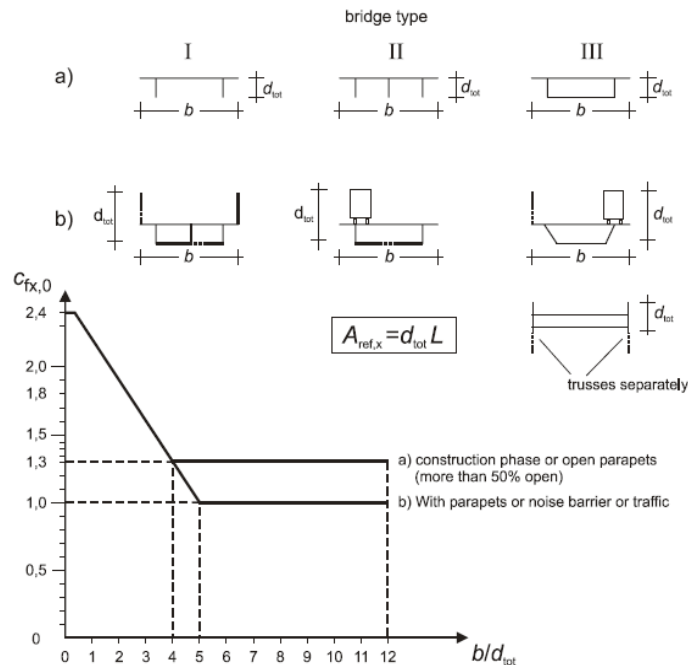 bridge type
I II III
a)
d_tot d_tot d_tot
b b b
b)
d_tot d_tot d_tot
b b b
c_fx,0
2,4
2,0
1,8
1,5
1,3
1,0
0,5
0
A_ref,x = d_tot L
d_tot
trusses separately
a) construction phase or open parapets
(more than 50% open)
b) With parapets or noise barrier or traffic
0 1 2 3 4 5 6 7 8 9 10 11 12
b/d_tot